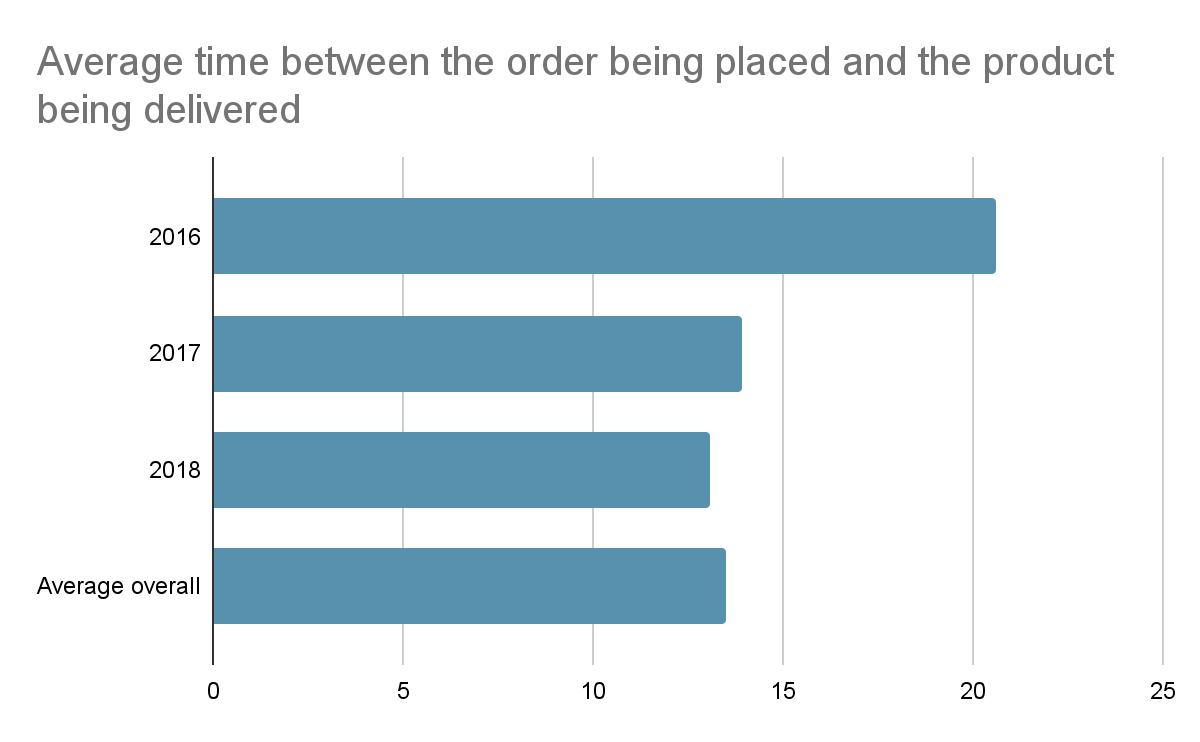 Average time between the order being placed and the product
being delivered
2016
2017
2018
Average overall
0 5 10 15 20 25